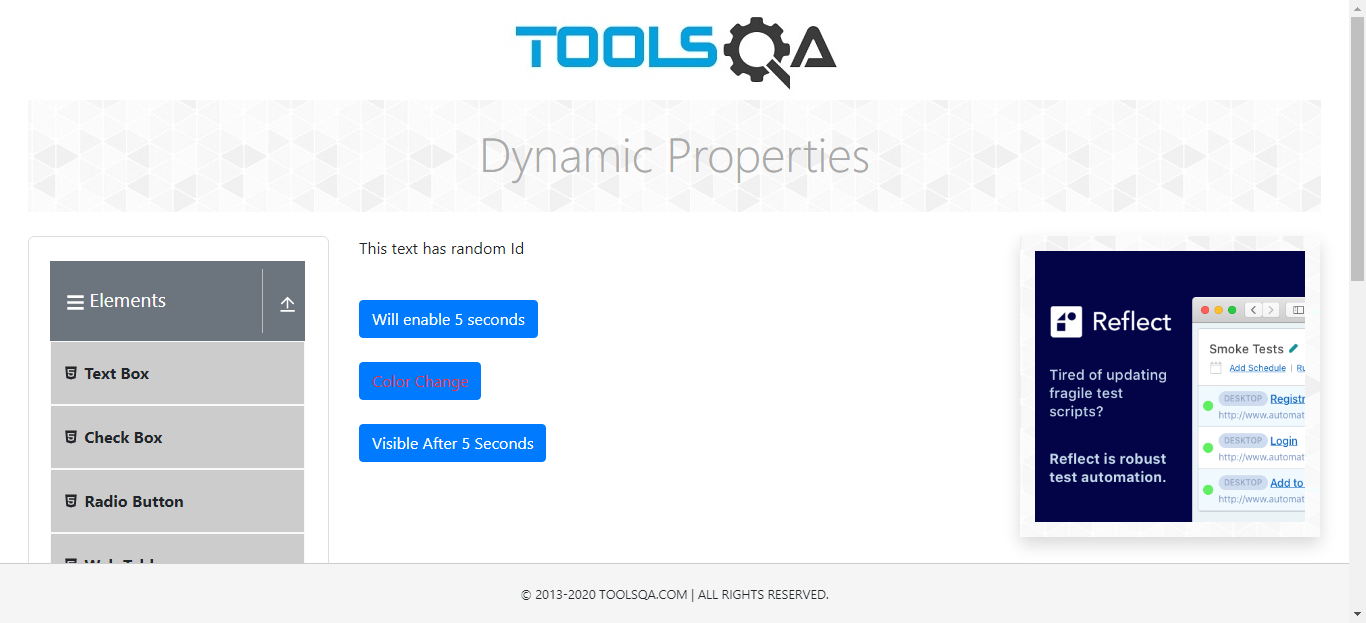 TOOLSQA
Dynamic Properties
Elements
Text Box
Check Box
Radio Button
This text has random Id
Will enable 5 seconds
Color Change
Visible After 5 Seconds
Reflect
Tired of updating
fragile test
scripts?
Reflect is robust
test automation.
Smoke Tests
Add Schedule | Ru
DESKTOP Registr
http://www.automat
DESKTOP Login
http://www.automat
DESKTOP Add to
http://www.automat
© 2013-2020 TOOLSQA.COM | ALL RIGHTS RESERVED.